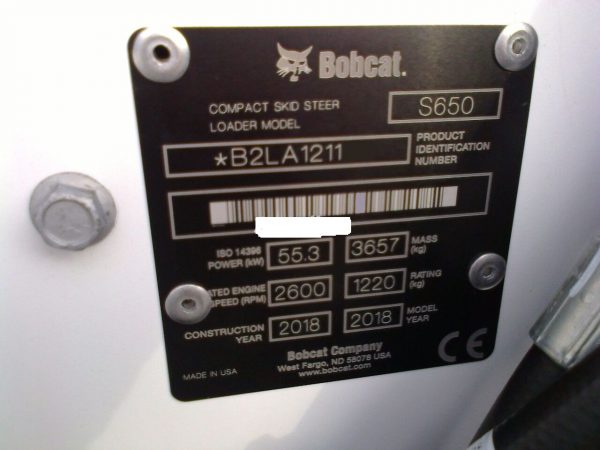 Bobcat.
COMPACT SKID STEER
LOADER MODEL
S650
*B2LA1211
PRODUCT
IDENTIFICATION
NUMBER
ISO 14396
POWER (kW)
55.3
3657
MASS
(kg)
RATED ENGINE
SPEED (RPM)
2600
1220
RATING
(kg)
CONSTRUCTION
YEAR
2018
2018
MODEL
YEAR
Bobcat Company
West Fargo, ND 58078 USA
www.bobcat.com
MADE IN USA
CE